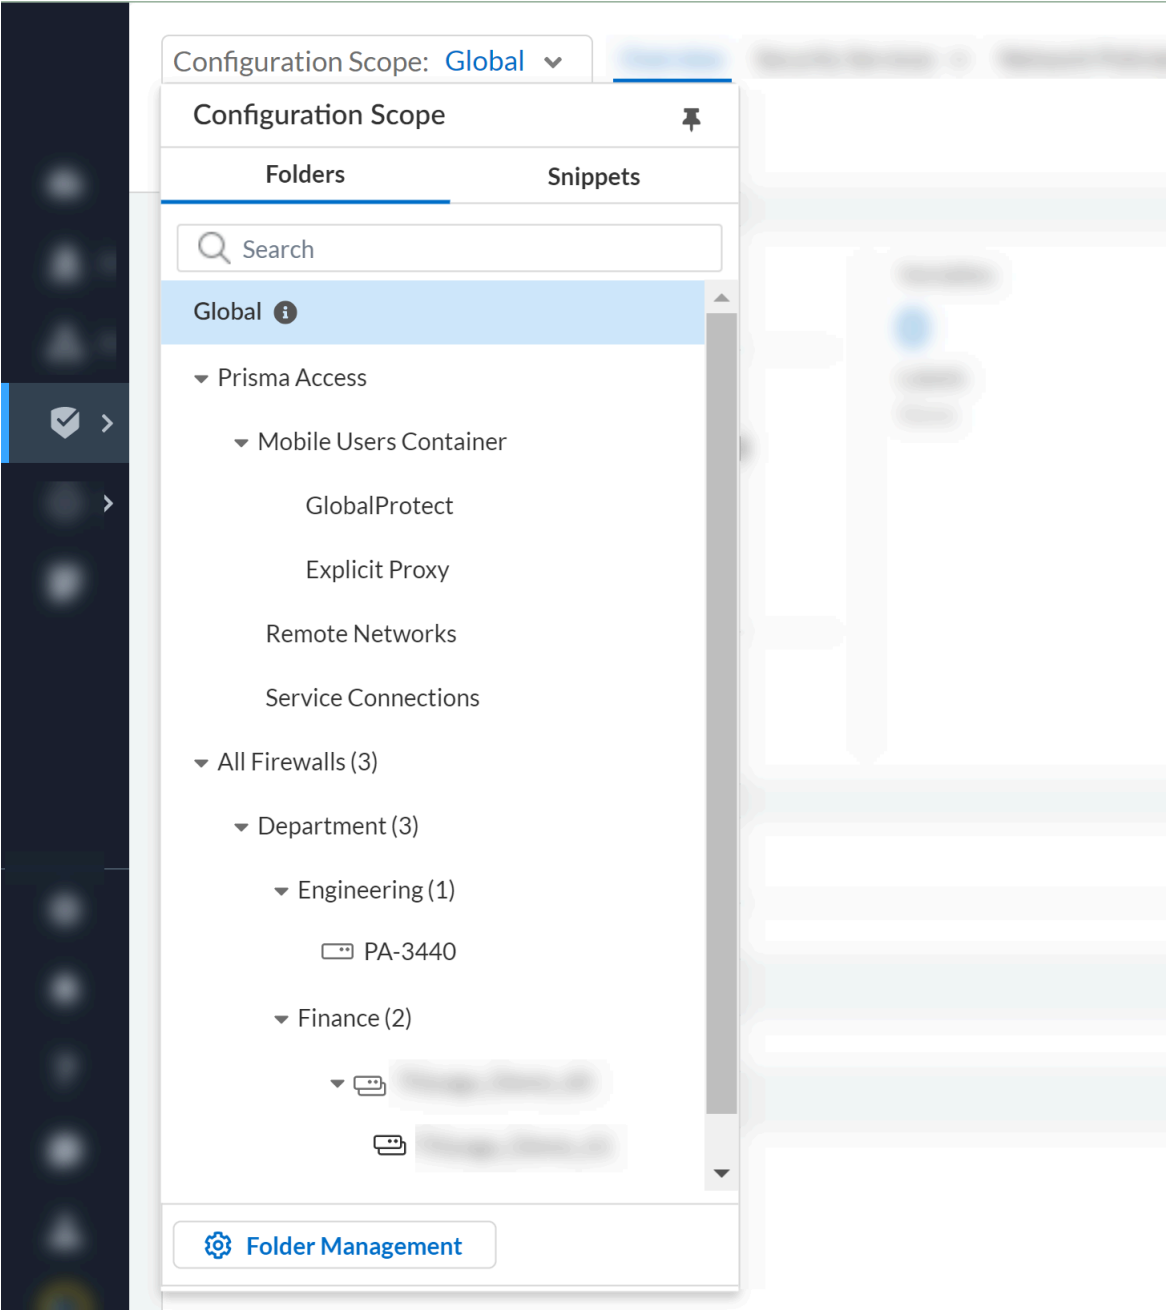 Configuration Scope: Global
Configuration Scope
Folders
Snippets
Search
Global
Prisma Access
Mobile Users Container
GlobalProtect
Explicit Proxy
Remote Networks
Service Connections
All Firewalls (3)
Department (3)
Engineering (1)
PA-3440
Finance (2)
Folder Management